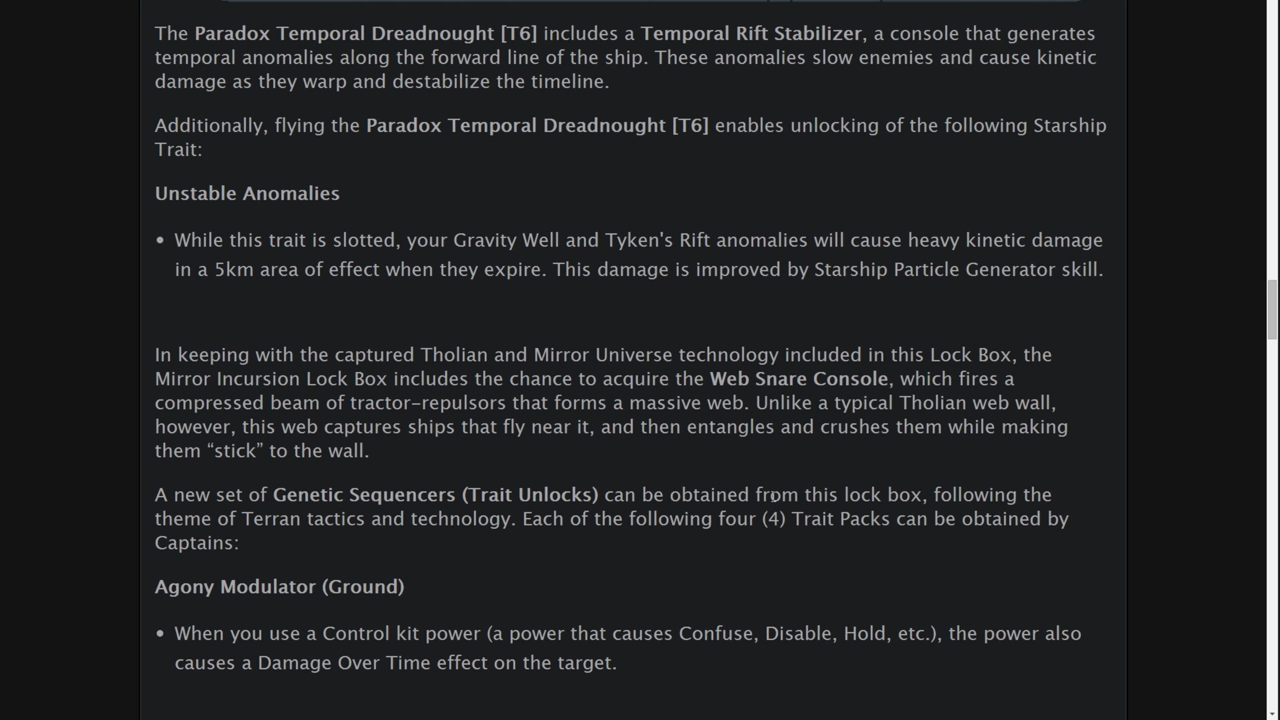 The Paradox Temporal Dreadnought [T6] includes a Temporal Rift Stabilizer, a console that generates
temporal anomalies along the forward line of the ship. These anomalies slow enemies and cause kinetic
damage as they warp and destabilize the timeline.
Additionally, flying the Paradox Temporal Dreadnought [T6] enables unlocking of the following Starship
Trait:
Unstable Anomalies
• While this trait is slotted, your Gravity Well and Tyken's Rift anomalies will cause heavy kinetic damage
in a 5km area of effect when they expire. This damage is improved by Starship Particle Generator skill.
In keeping with the captured Tholian and Mirror Universe technology included in this Lock Box, the
Mirror Incursion Lock Box includes the chance to acquire the Web Snare Console, which fires a
compressed beam of tractor-repulsors that forms a massive web. Unlike a typical Tholian web wall,
however, this web captures ships that fly near it, and then entangles and crushes them while making
them “stick” to the wall.
A new set of Genetic Sequencers (Trait Unlocks) can be obtained from this lock box, following the
theme of Terran tactics and technology. Each of the following four (4) Trait Packs can be obtained by
Captains:
Agony Modulator (Ground)
• When you use a Control kit power (a power that causes Confuse, Disable, Hold, etc.), the power also
causes a Damage Over Time effect on the target.